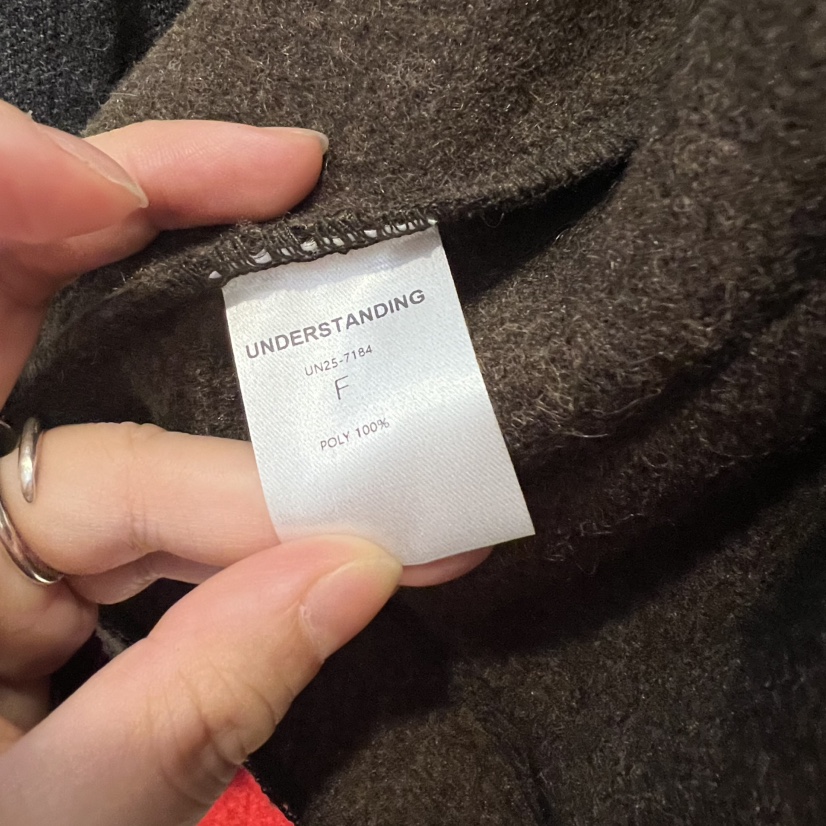 UNDERSTANDING
UN25-7184
F
POLY 100%